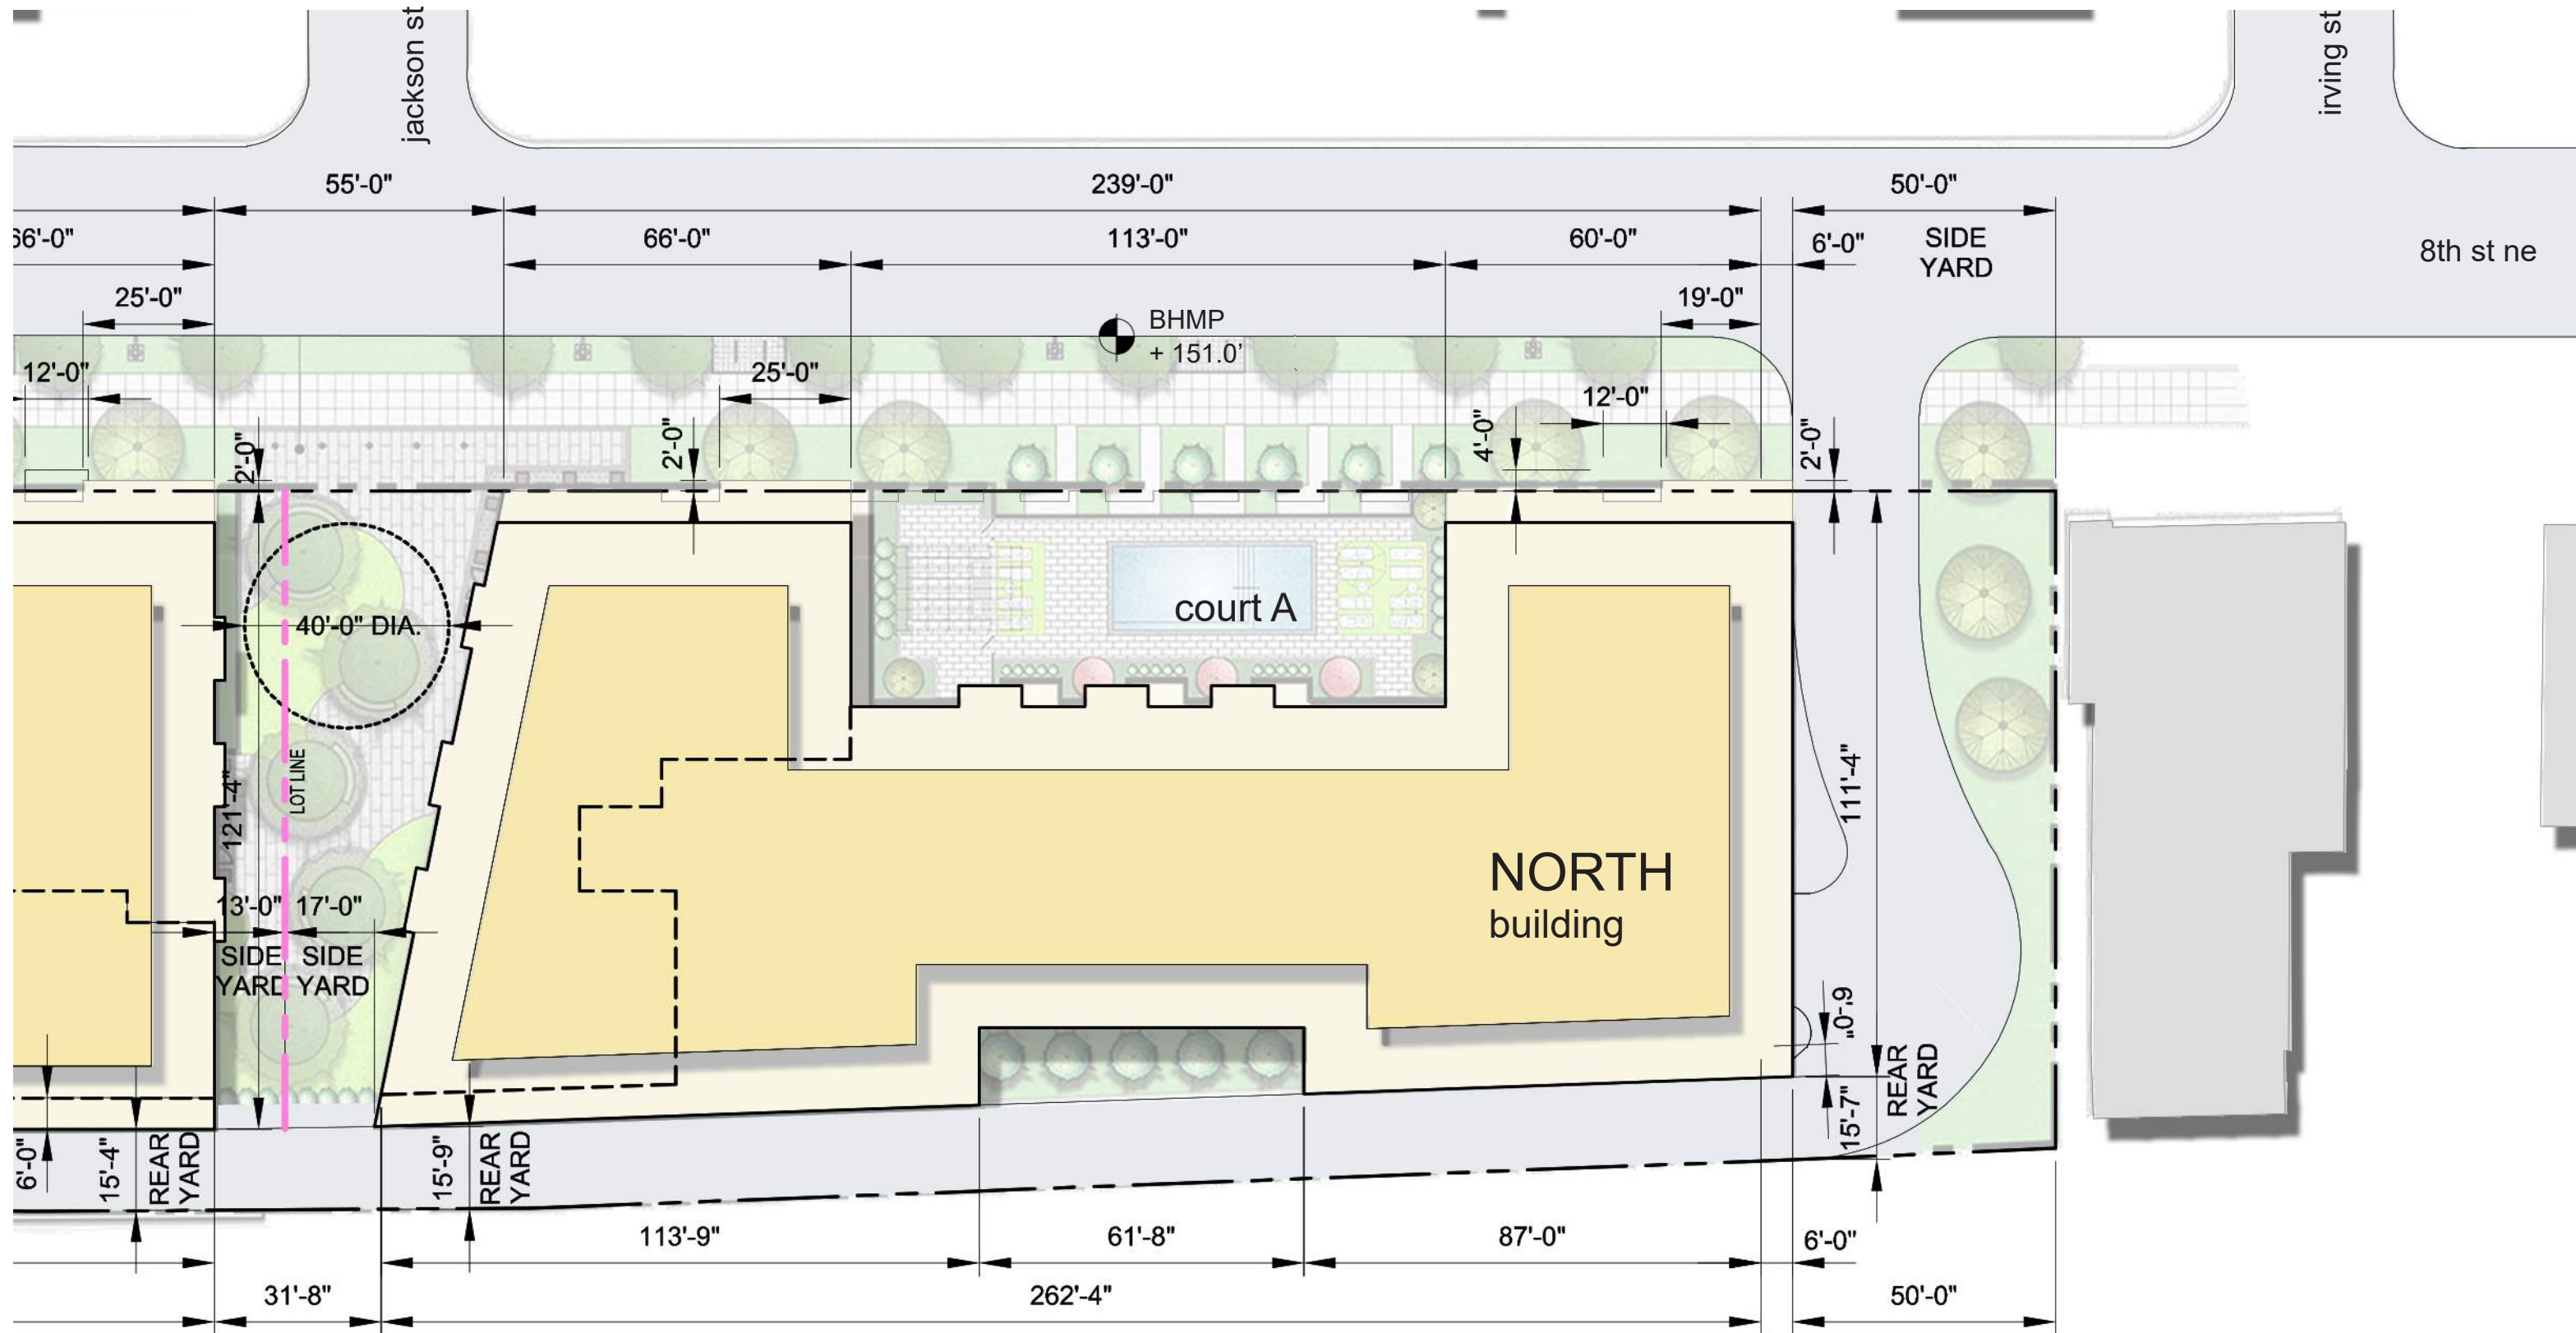 jackson st
irving st
55'-0"
239'-0"
50'-0"
66'-0"
66'-0"
113'-0"
60'-0"
6'-0"
SIDE
YARD
8th st ne
25'-0"
19'-0"
BHMP
+ 151.0'
12'-0"
25'-0"
12'-0"
2'-0"
2'-0"
4'-0"
2'-0"
40'-0" DIA.
court A
LOT LINE
121'-4"
111'-4"
NORTH
building
13'-0"
17'-0"
SIDE
YARD
SIDE
YARD
6'-0"
15'-7"
REAR
YARD
6'-0"
15'-4"
REAR
YARD
15'-9"
REAR
YARD
113'-9"
61'-8"
87'-0"
6'-0"
31'-8"
262'-4"
50'-0"